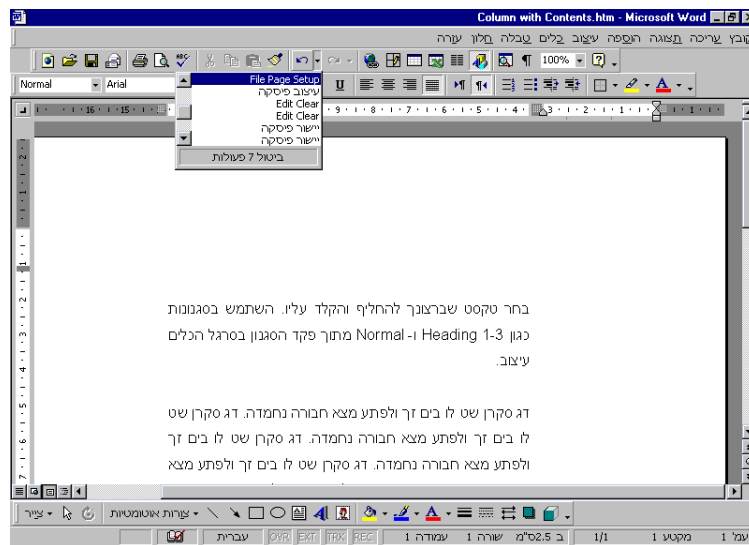 Column with Contents.htm - Microsoft Word
קובץ עריכה תצוגה הוספה עיצוב כלים טבלה חלון עזרה
100%
Normal Arial
File Page Setup
עיצוב פיסקה
Edit Clear
Edit Clear
יישור פיסקה
יישור פיסקה
ביטול 7 פעולות
בחר טקסט שברצונך להחליף והקלד עליו. השתמש בסגנונות
כגון Heading 1-3 ו- Normal מתוך פקד הסגנון בסרגל הכלים
עיצוב.
דג סקרן שט לו בים זך ולפתע מצא חבורה נחמדה. דג סקרן שט
לו בים זך ולפתע מצא חבורה נחמדה. דג סקרן שט לו בים זך
ולפתע מצא חבורה נחמדה. דג סקרן שט לו בים זך ולפתע מצא
צייר צורות אוטומטיות
עמ' 1 מקטע 1 1/1 ב 2.5ס"מ שורה 1 עמודה 1 REC TRK EXT OVR עברית